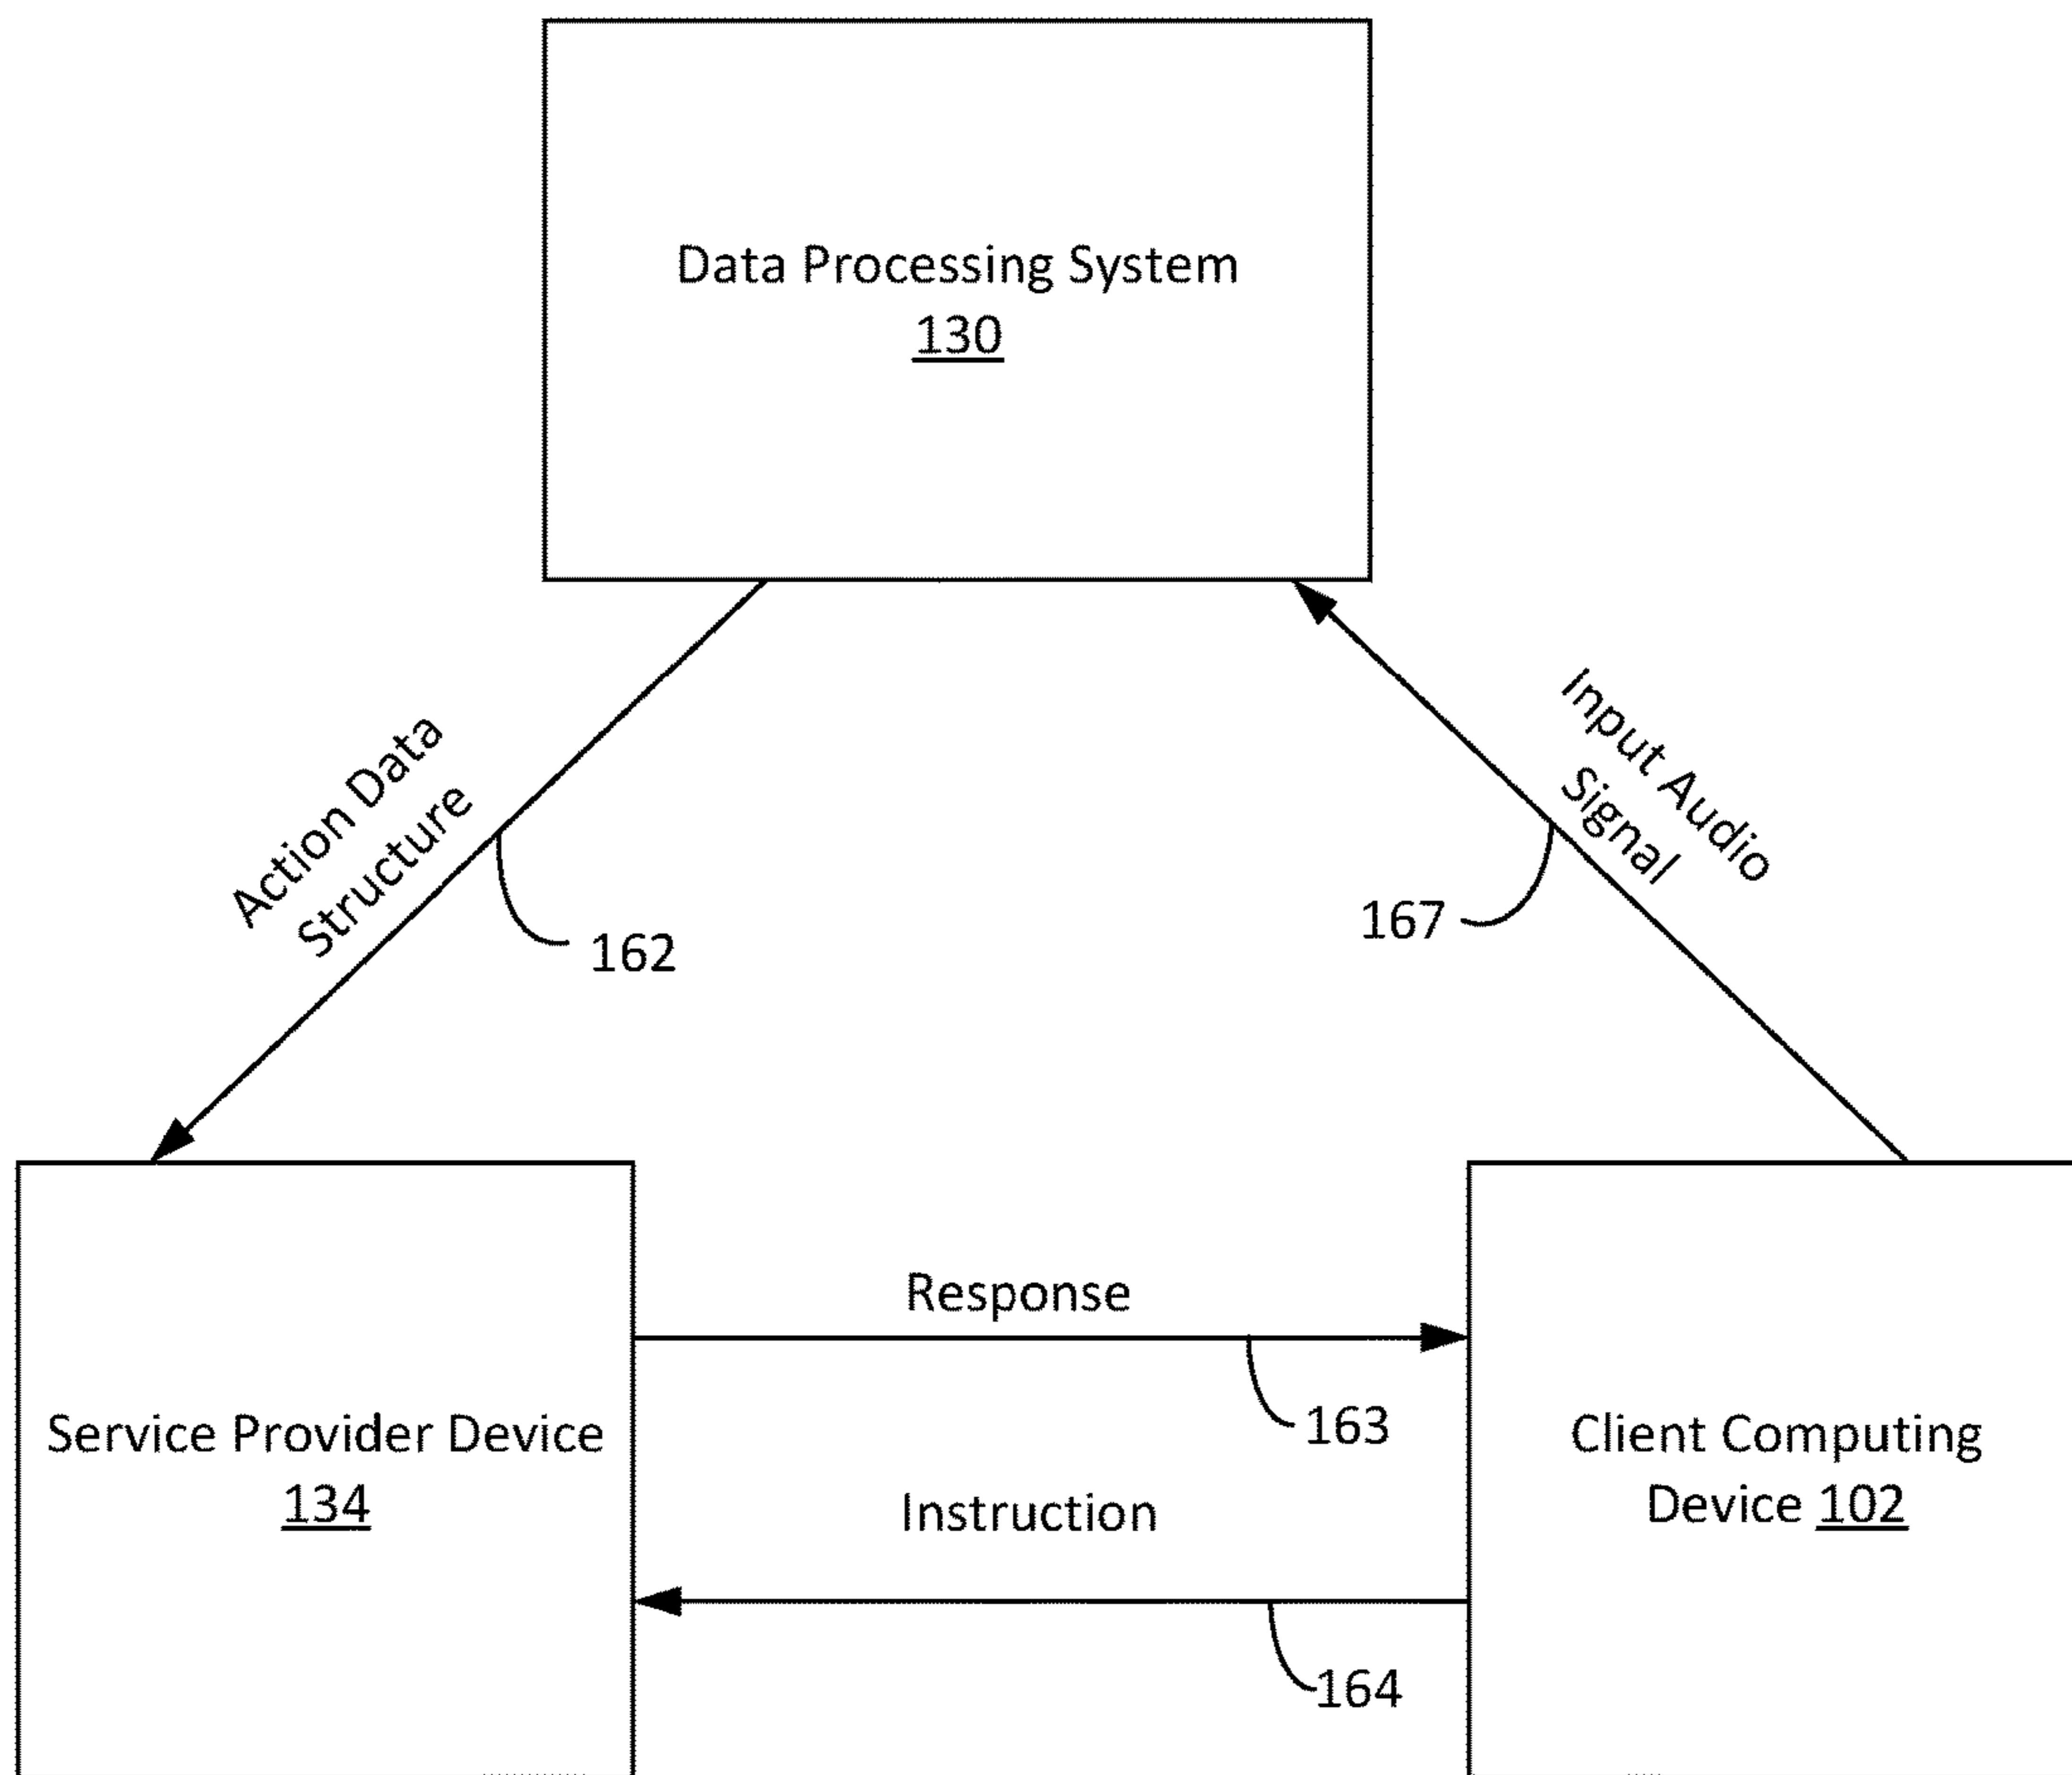 Data Processing System
130
Action Data
Structure
162
Input Audio
Signal
167
Response
163
Service Provider Device
134
Instruction
164
Client Computing
Device 102